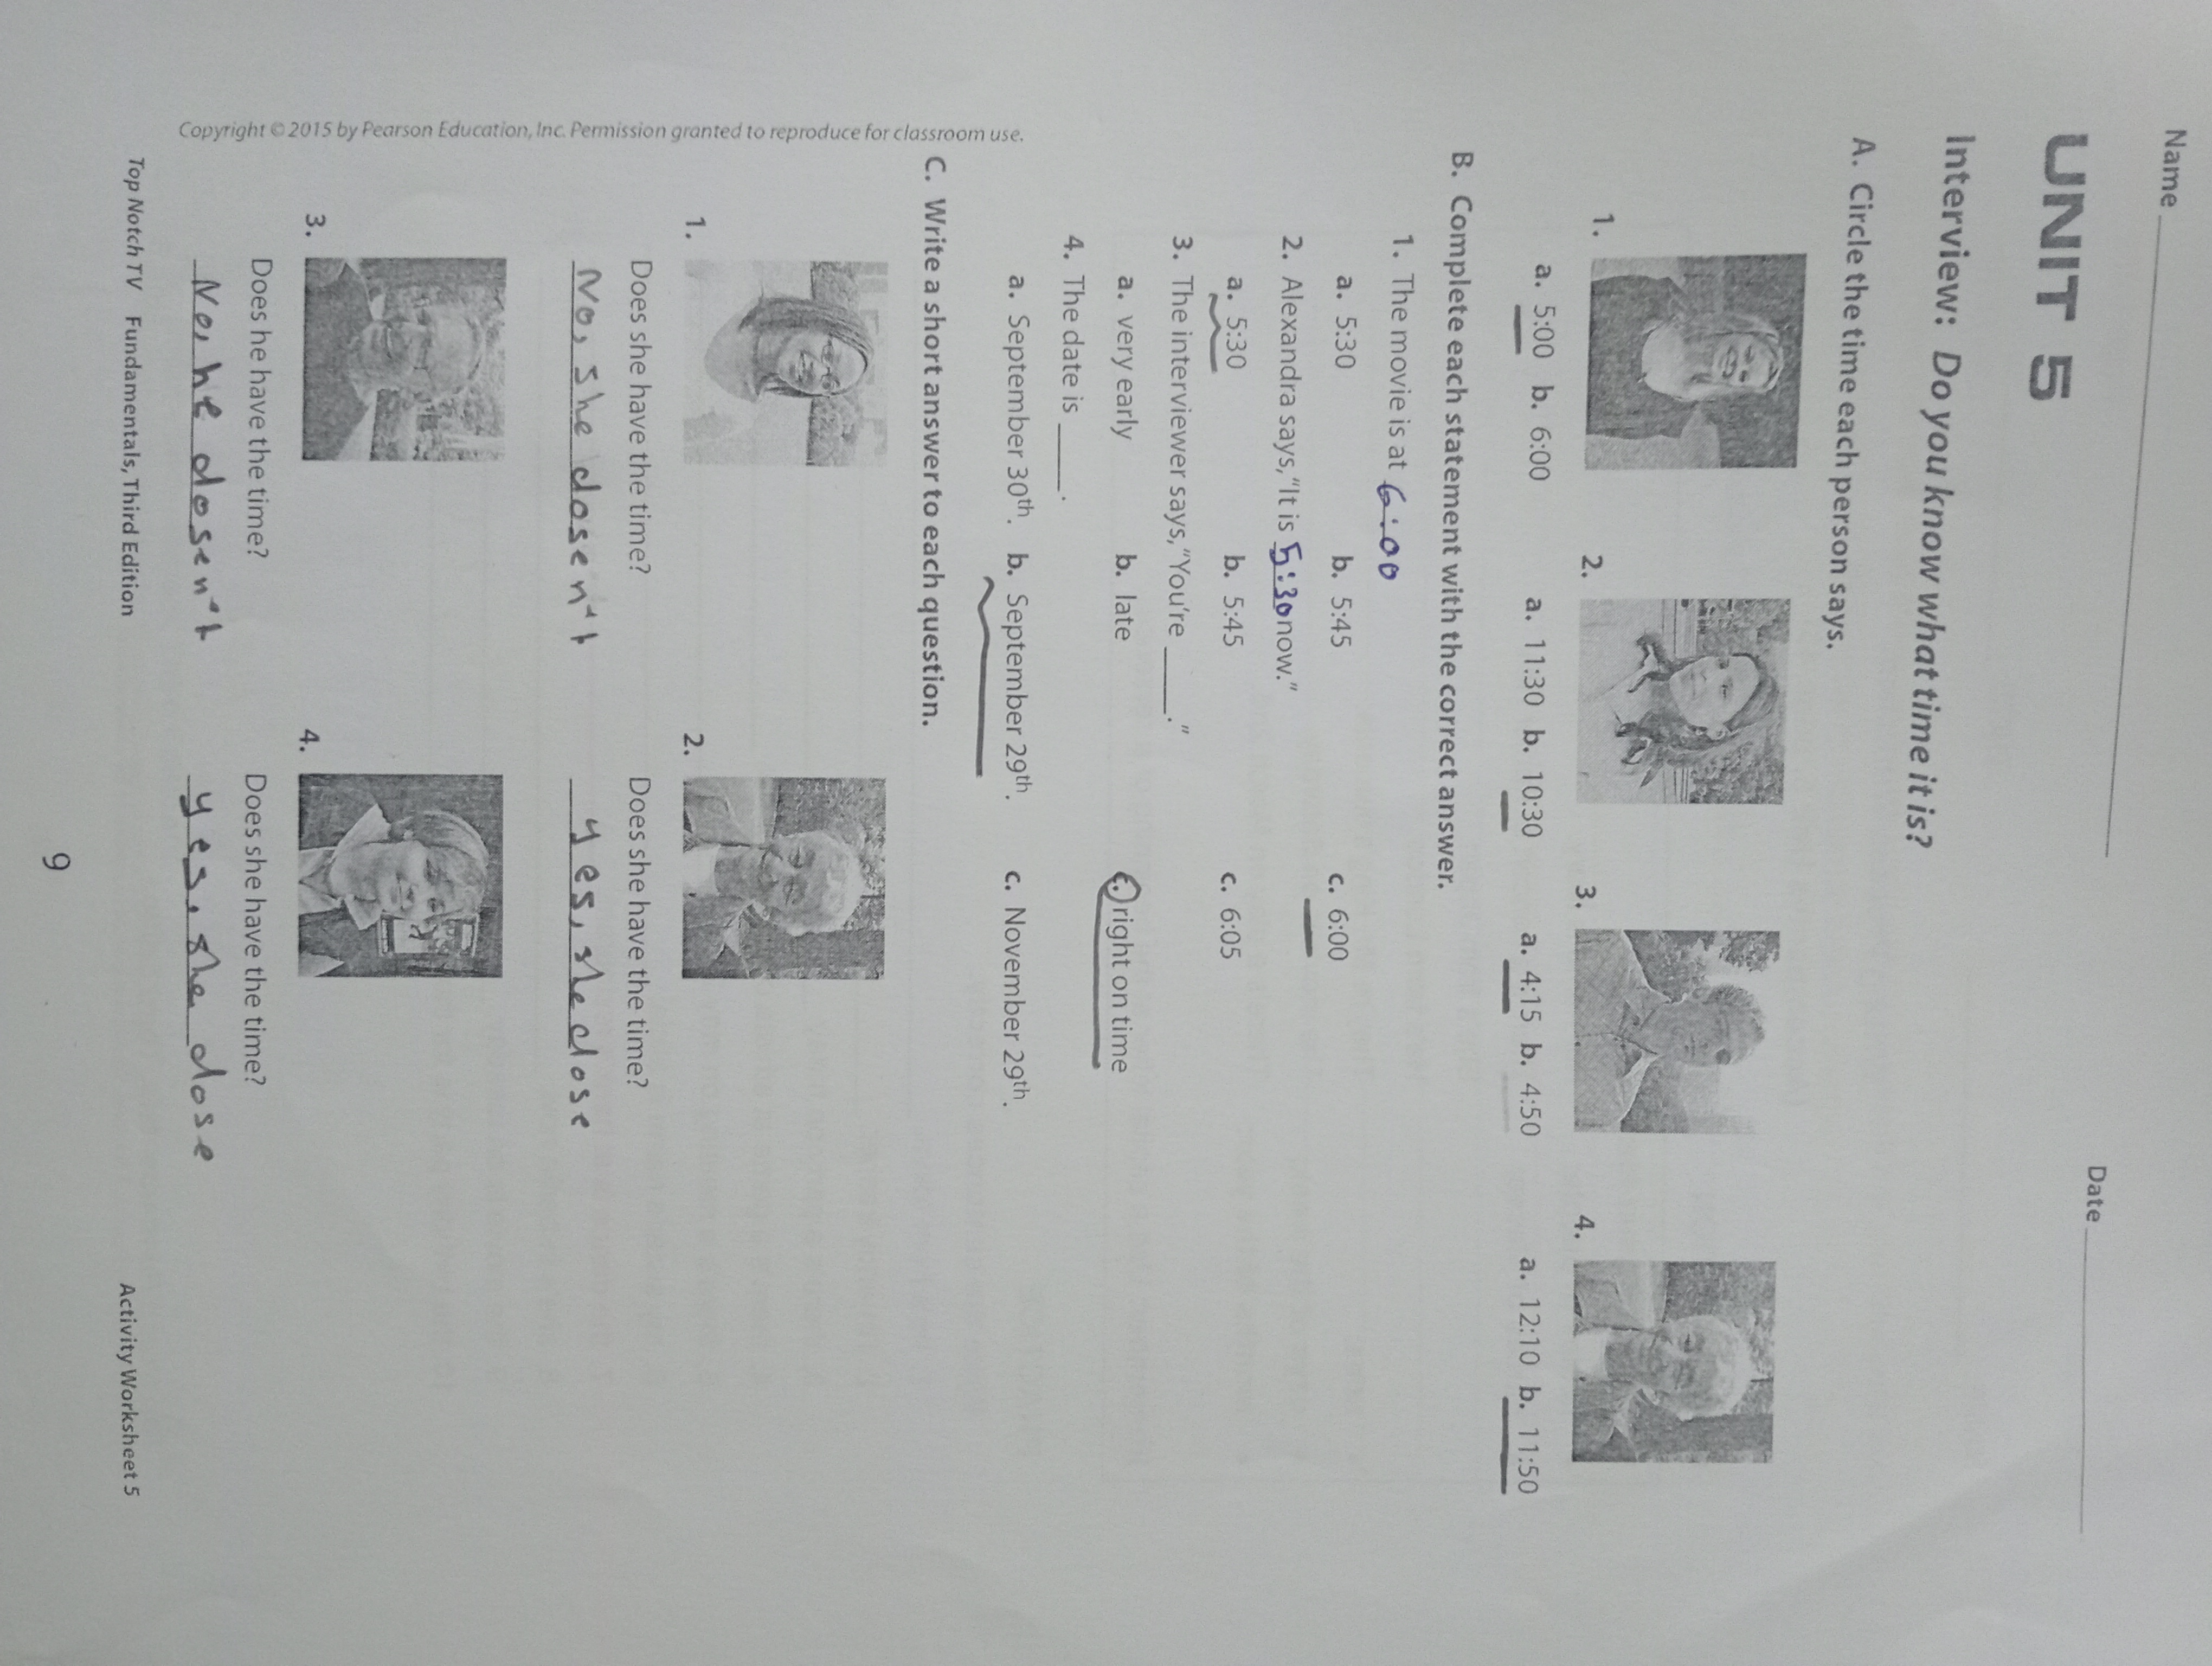 Name
Date
UNIT 5
Interview: Do you know what time it is?
A. Circle the time each person says.
1. 2. 3. 4.
a. 5:00 b. 6:00 a. 11:30 b. 10:30 a. 4:15 b. 4:50 a. 12:10 b. 11:50
B. Complete each statement with the correct answer.
1. The movie is at 6:00
a. 5:30 b. 5:45 c. 6:00
2. Alexandra says, “It is 5:30 now.”
a. 5:30 b. 5:45 c. 6:05
3. The interviewer says, “You’re _____.”
a. very early b. late c. right on time
4. The date is _____.
a. September 30th. b. September 29th. c. November 29th.
C. Write a short answer to each question.
1. 2.
Does she have the time? Does she have the time?
No, she dosen't yes, she dose
3. 4.
Does he have the time? Does she have the time?
No, he dosen't yes, she dose
Copyright © 2015 by Pearson Education, Inc. Permission granted to reproduce for classroom use.
Top Notch TV Fundamentals, Third Edition Activity Worksheet 5
9